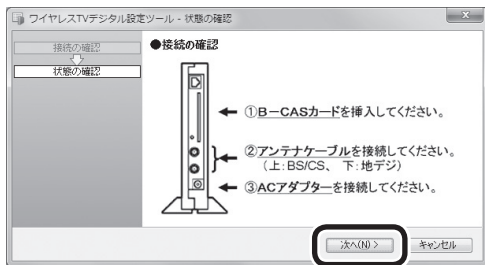 ワイヤレスTVデジタル設定ツール - 状態の確認
接続の確認
状態の確認
●接続の確認
①B-CASカードを挿入してください。
②アンテナケーブルを接続してください。
（上：BS/CS、 下：地デジ）
③ACアダプターを接続してください。
次へ(N) >
キャンセル